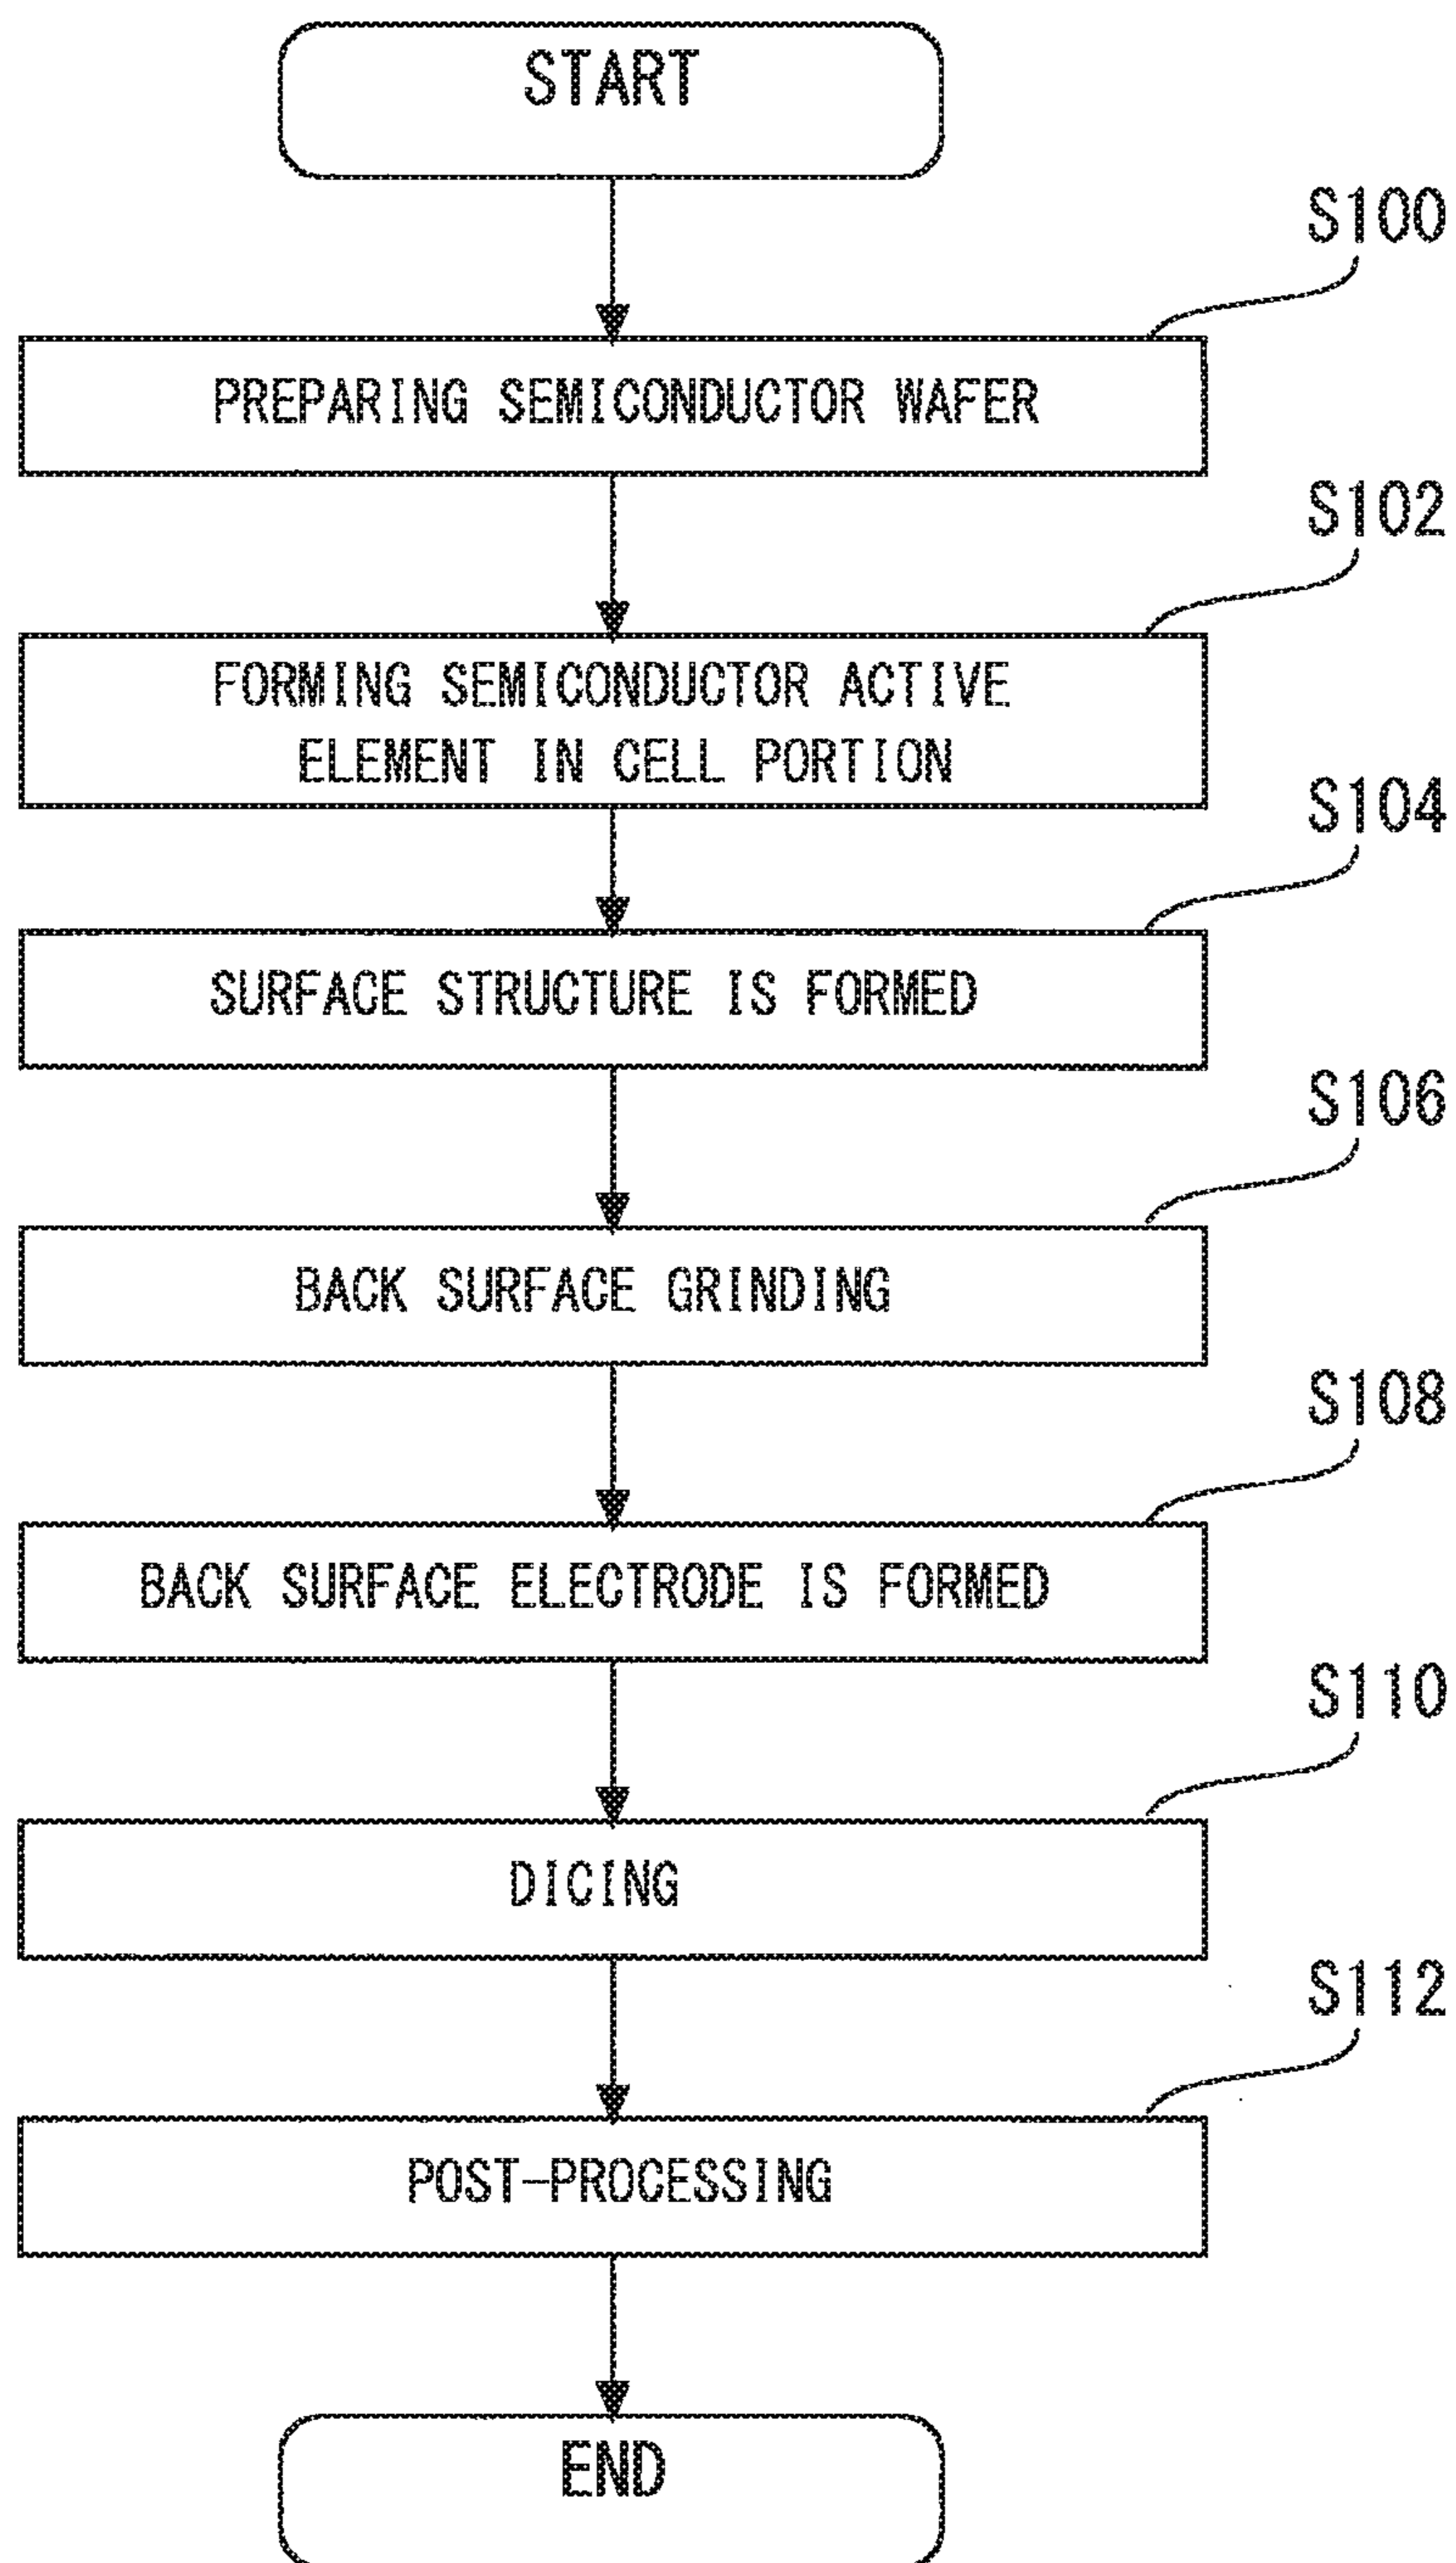 START
S100
PREPARING SEMICONDUCTOR WAFER
S102
FORMING SEMICONDUCTOR ACTIVE
ELEMENT IN CELL PORTION
S104
SURFACE STRUCTURE IS FORMED
S106
BACK SURFACE GRINDING
S108
BACK SURFACE ELECTRODE IS FORMED
S110
DICING
S112
POST-PROCESSING
END